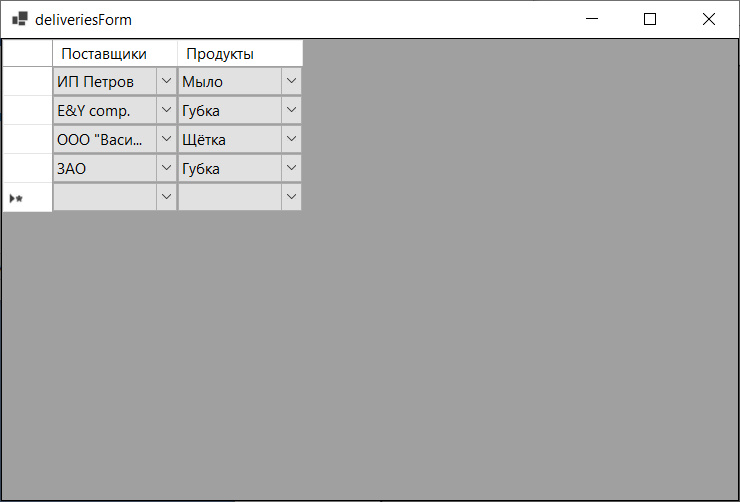 deliveriesForm
Поставщики Продукты
ИП Петров Мыло
E&Y comp. Губка
ООО "Васи... Щётка
ЗАО Губка